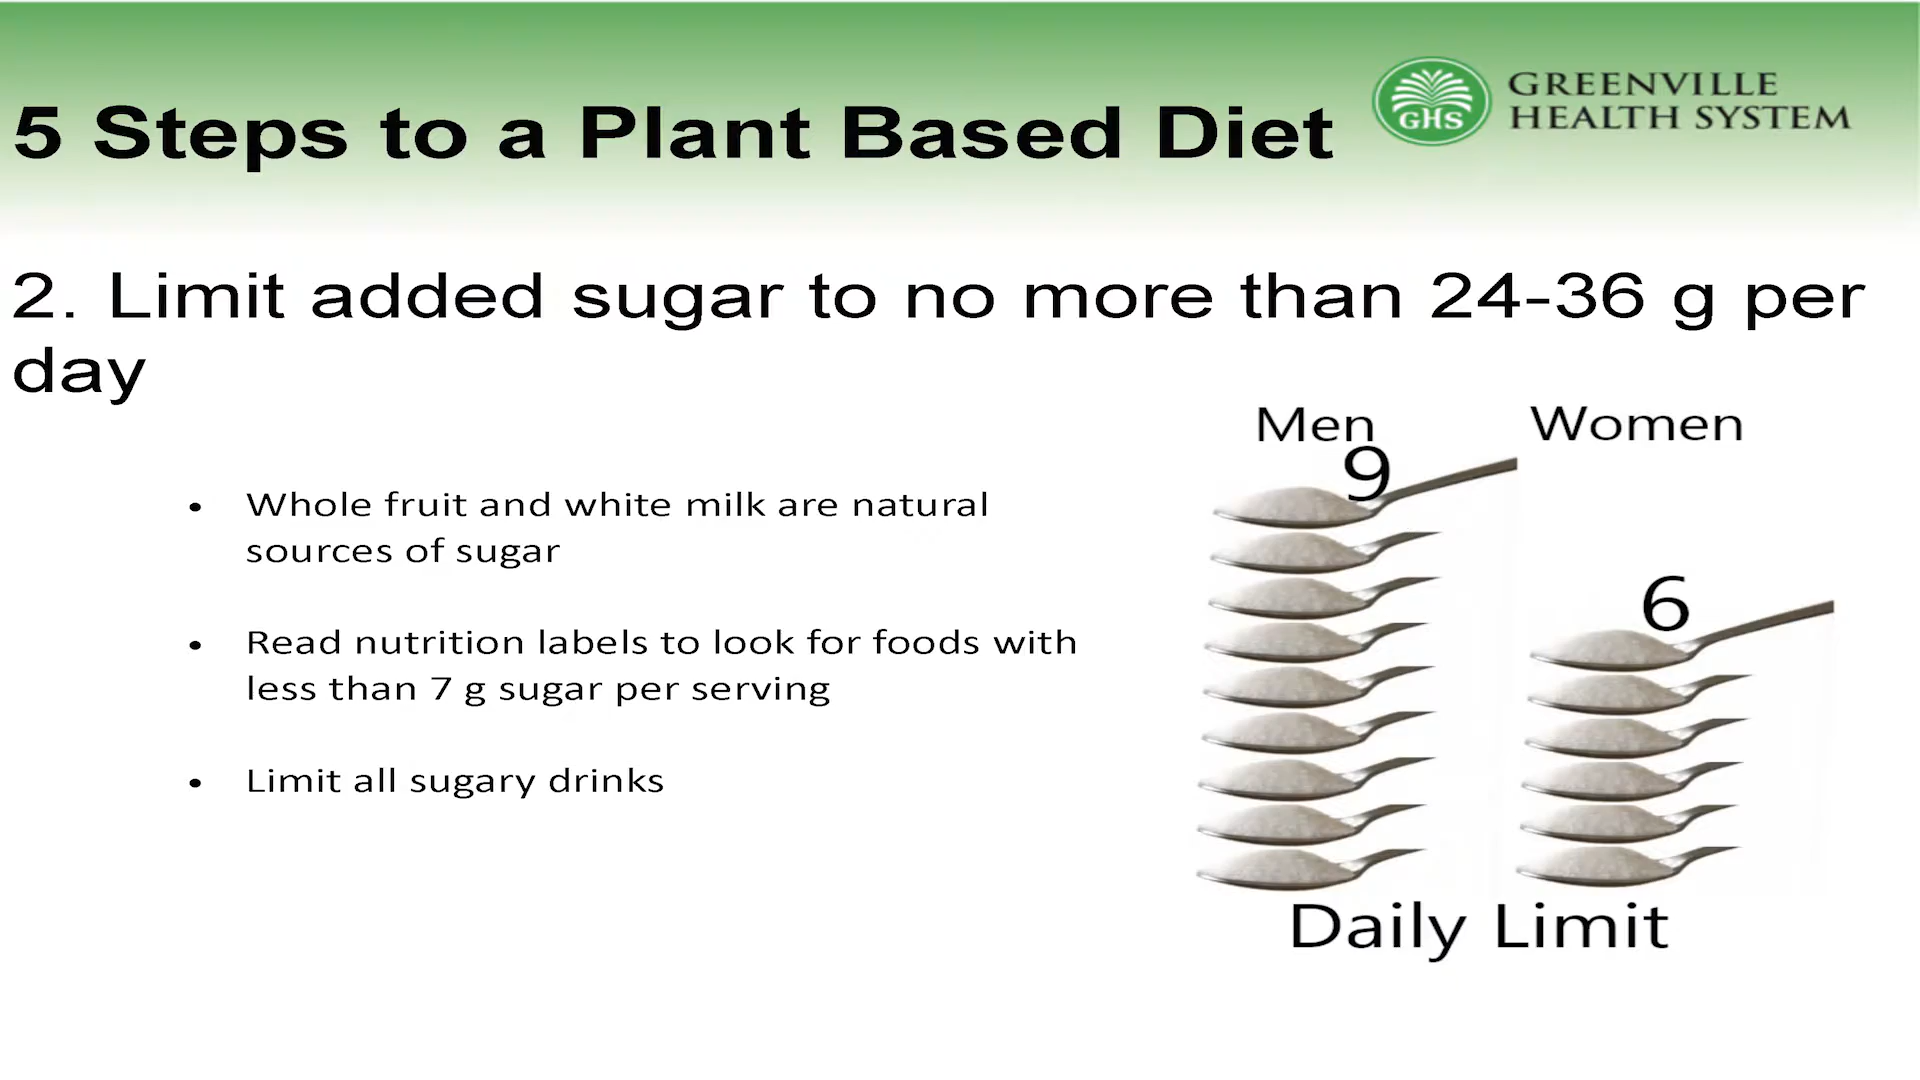 5 Steps to a Plant Based Diet
GHS
GREENVILLE
HEALTH SYSTEM
2. Limit added sugar to no more than 24-36 g per
day
• Whole fruit and white milk are natural
sources of sugar
• Read nutrition labels to look for foods with
less than 7 g sugar per serving
• Limit all sugary drinks
Men
9
Women
6
Daily Limit